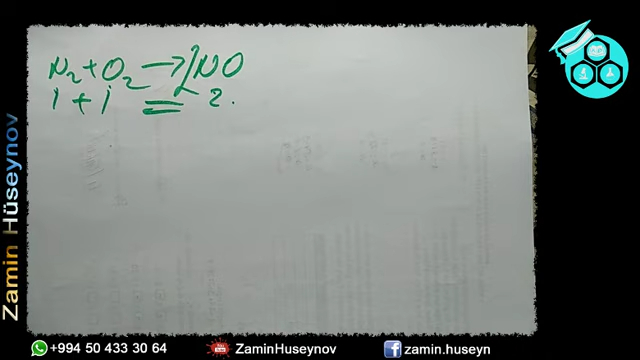 N₂ + O₂ → 2NO
1 + 1 = 2.
Zamin Hüseynov
+994 50 433 30 64
ZaminHuseynov
zamin.huseyn